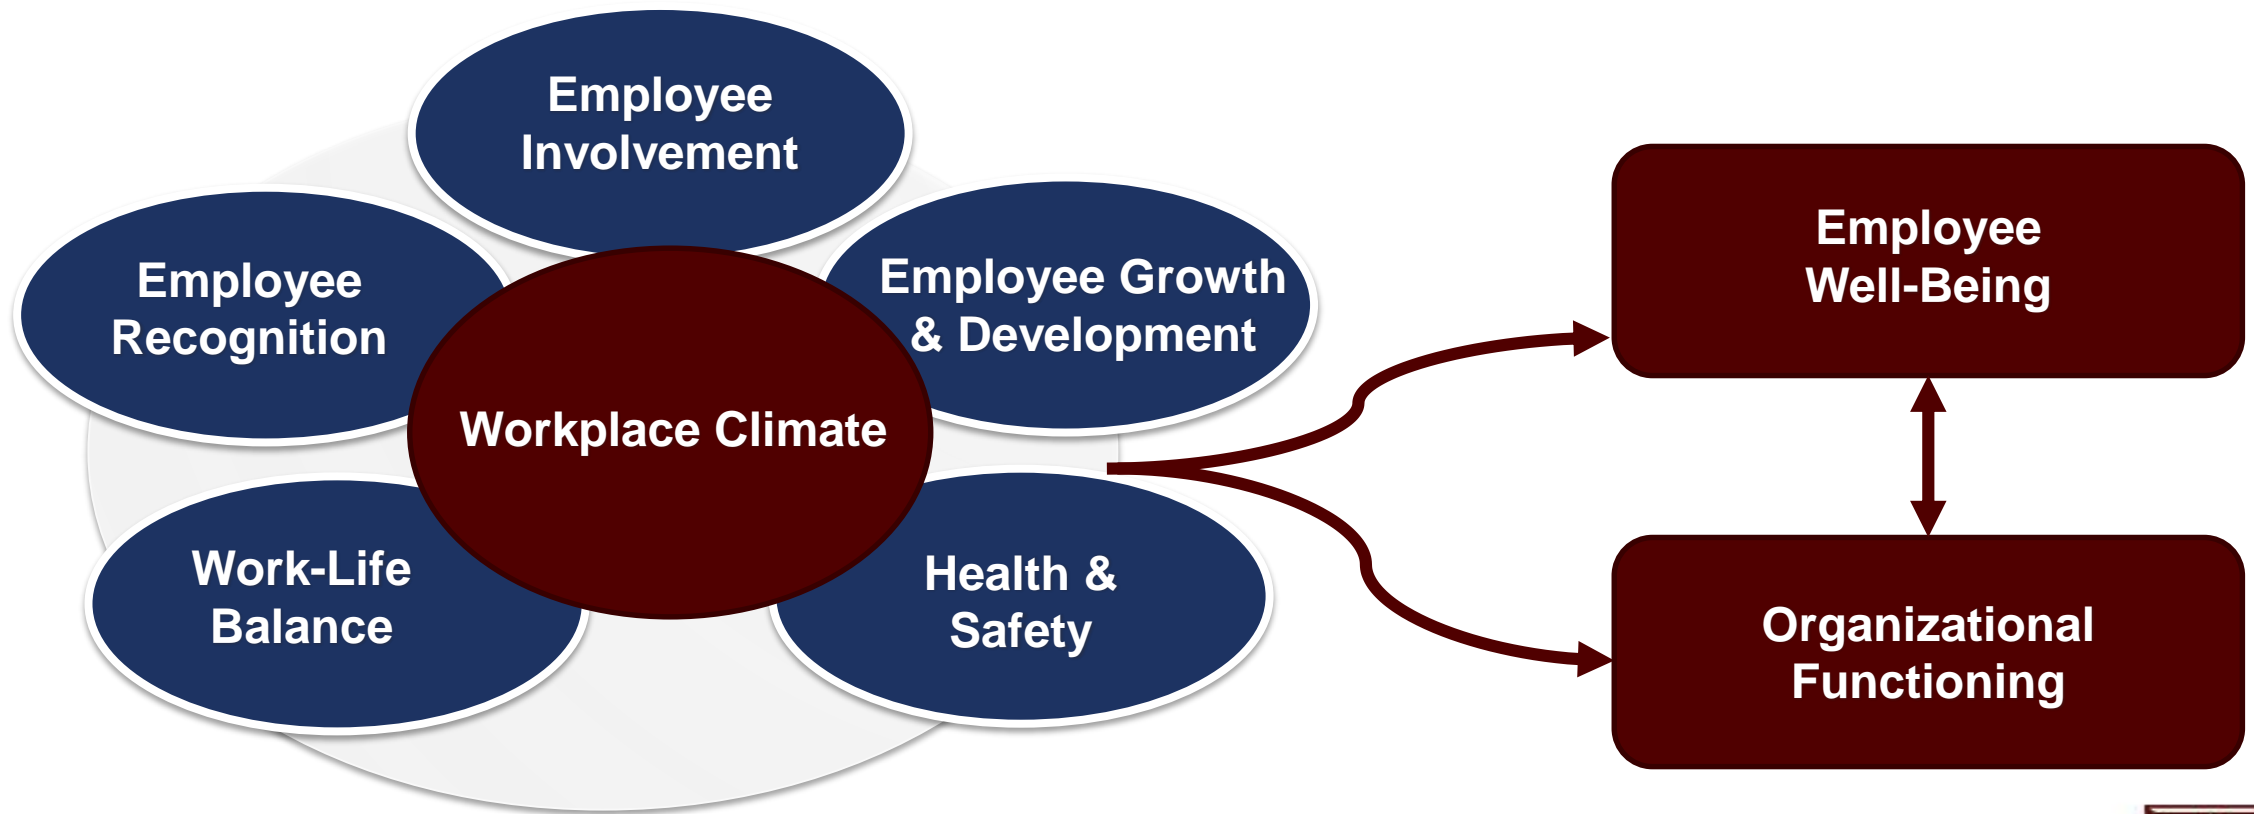 Employee
Involvement
Employee
Recognition
Employee Growth
& Development
Workplace Climate
Work-Life
Balance
Health &
Safety
Employee
Well-Being
Organizational
Functioning